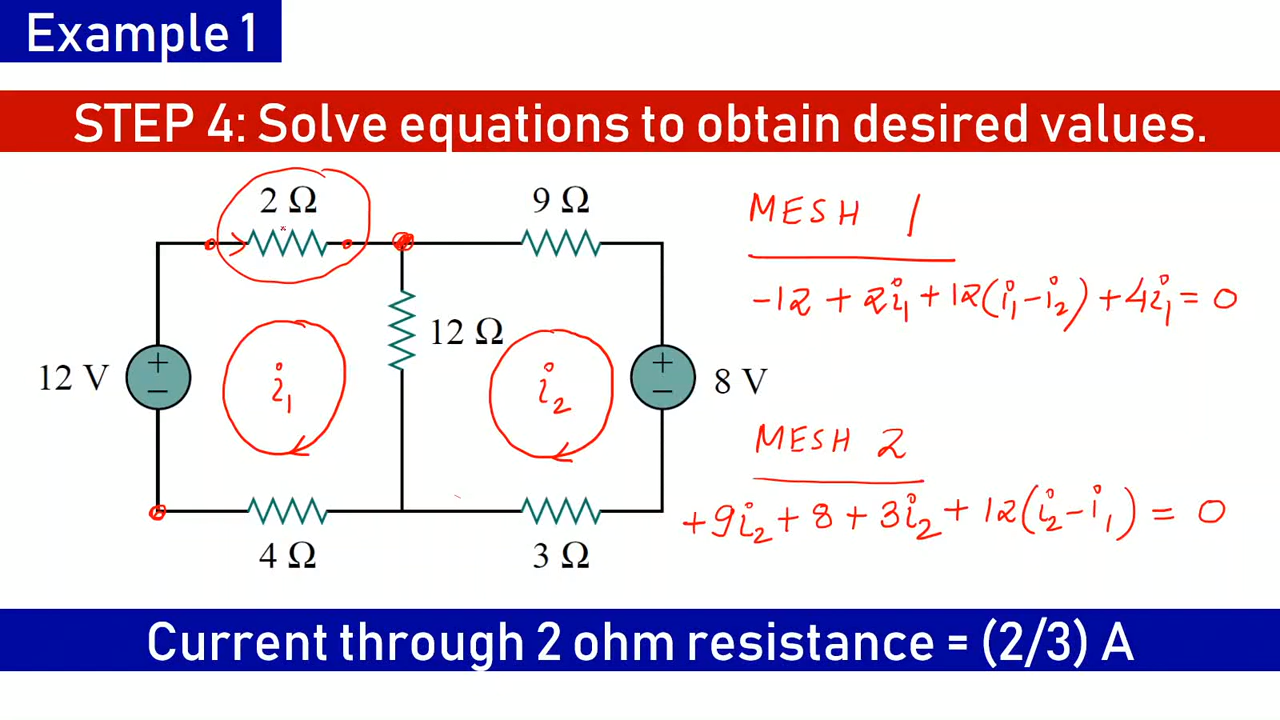 Example 1
STEP 4: Solve equations to obtain desired values.
2 Ω
9 Ω
12 Ω
12 V
+
−
i₁
i₂
+
−
8 V
4 Ω
3 Ω
MESH 1
-12 + 2i₁ + 12(i₁-i₂) + 4i₁ = 0
MESH 2
+9i₂ + 8 + 3i₂ + 12(i₂-i₁) = 0
Current through 2 ohm resistance = (2/3) A